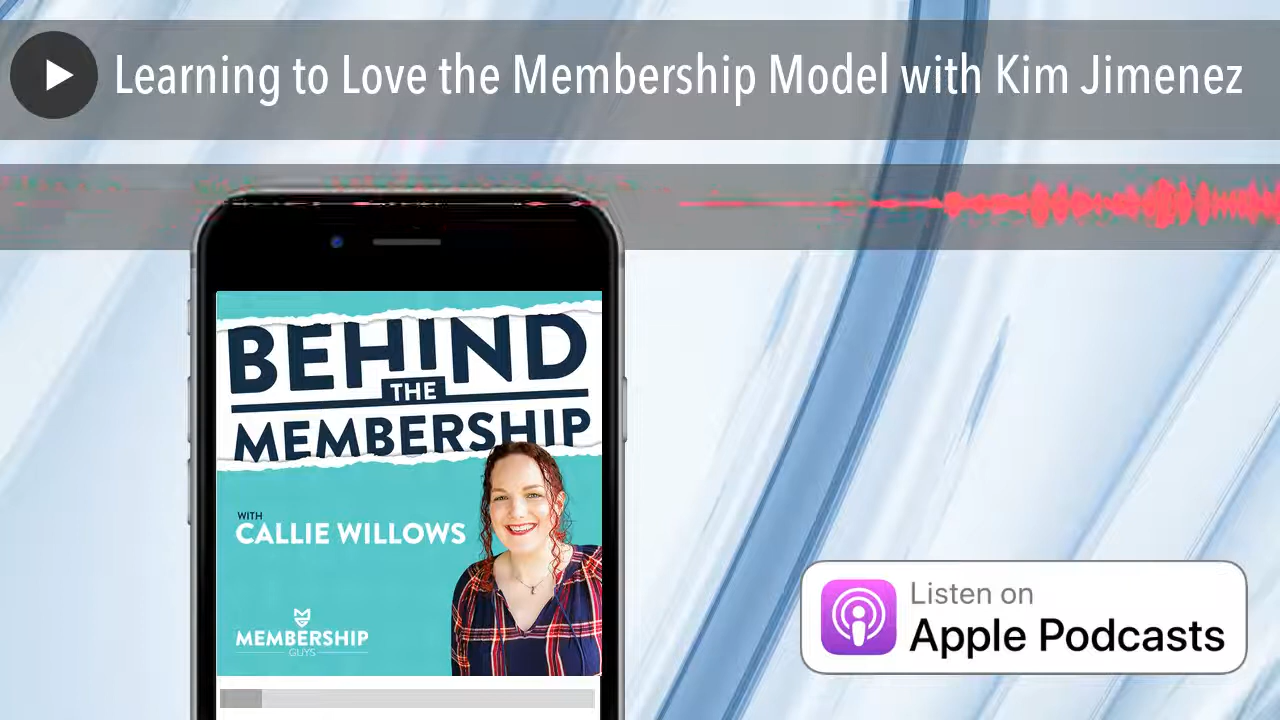 Learning to Love the Membership Model with Kim Jimenez
BEHIND
THE
MEMBERSHIP
WITH
CALLIE WILLOWS
MEMBERSHIP
GUYS
Listen on
Apple Podcasts